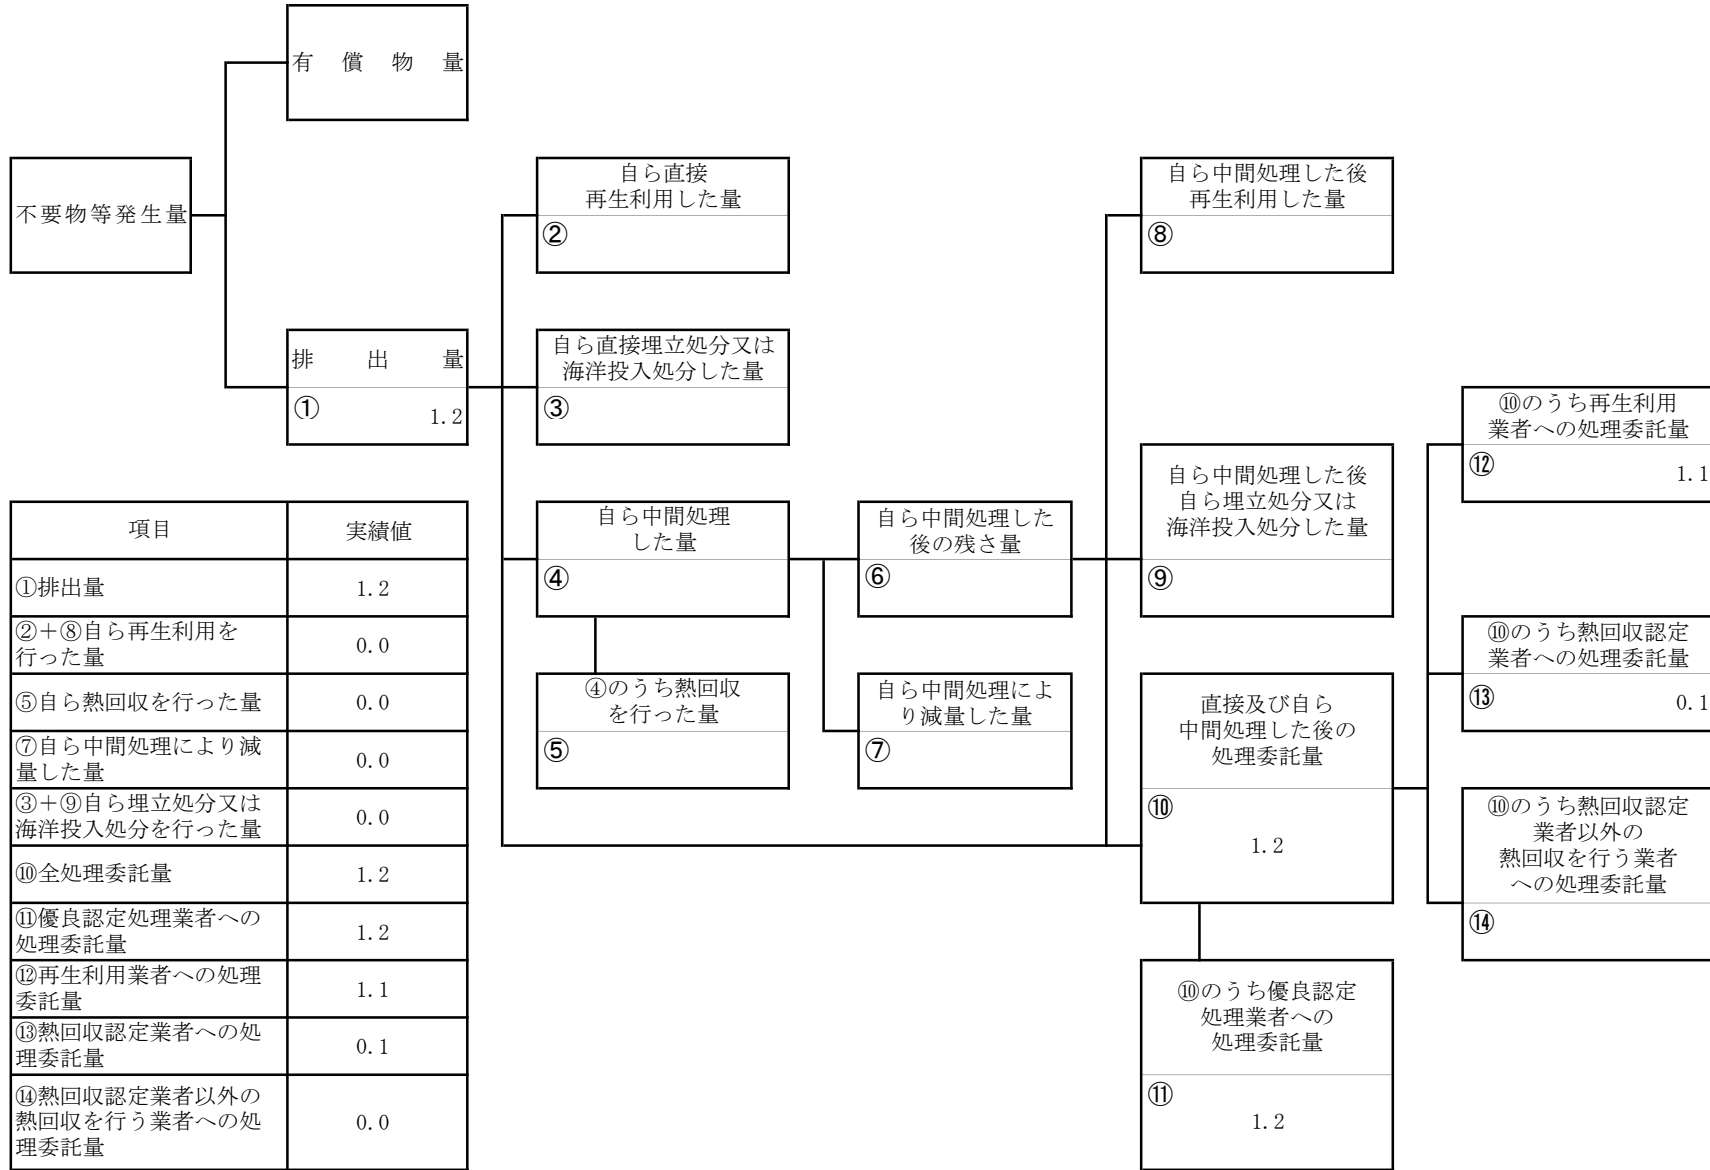 有償物量
不要物等発生量
自ら直接
再生利用した量
②
自ら中間処理した後
再生利用した量
⑧
排出量
① 1.2
自ら直接埋立処分又は
海洋投入処分した量
③
⑩のうち再生利用
業者への処理委託量
⑫ 1.1
自ら中間処理した後
自ら埋立処分又は
海洋投入処分した量
⑨
自ら中間処理
した量
④
自ら中間処理した
後の残さ量
⑥
⑩のうち熱回収認定
業者への処理委託量
⑬ 0.1
④のうち熱回収
を行った量
⑤
自ら中間処理によ
り減量した量
⑦
直接及び自ら
中間処理した後の
処理委託量
⑩
1.2
⑩のうち熱回収認定
業者以外の
熱回収を行う業者
への処理委託量
⑭
⑩のうち優良認定
処理業者への
処理委託量
⑪
1.2
項目 実績値
①排出量 1.2
②＋⑧自ら再生利用を
行った量 0.0
⑤自ら熱回収を行った量 0.0
⑦自ら中間処理により減
量した量 0.0
③＋⑨自ら埋立処分又は
海洋投入処分を行った量 0.0
⑩全処理委託量 1.2
⑪優良認定処理業者への
処理委託量 1.2
⑫再生利用業者への処理
委託量 1.1
⑬熱回収認定業者への処
理委託量 0.1
⑭熱回収認定業者以外の
熱回収を行う業者への処 0.0
理委託量